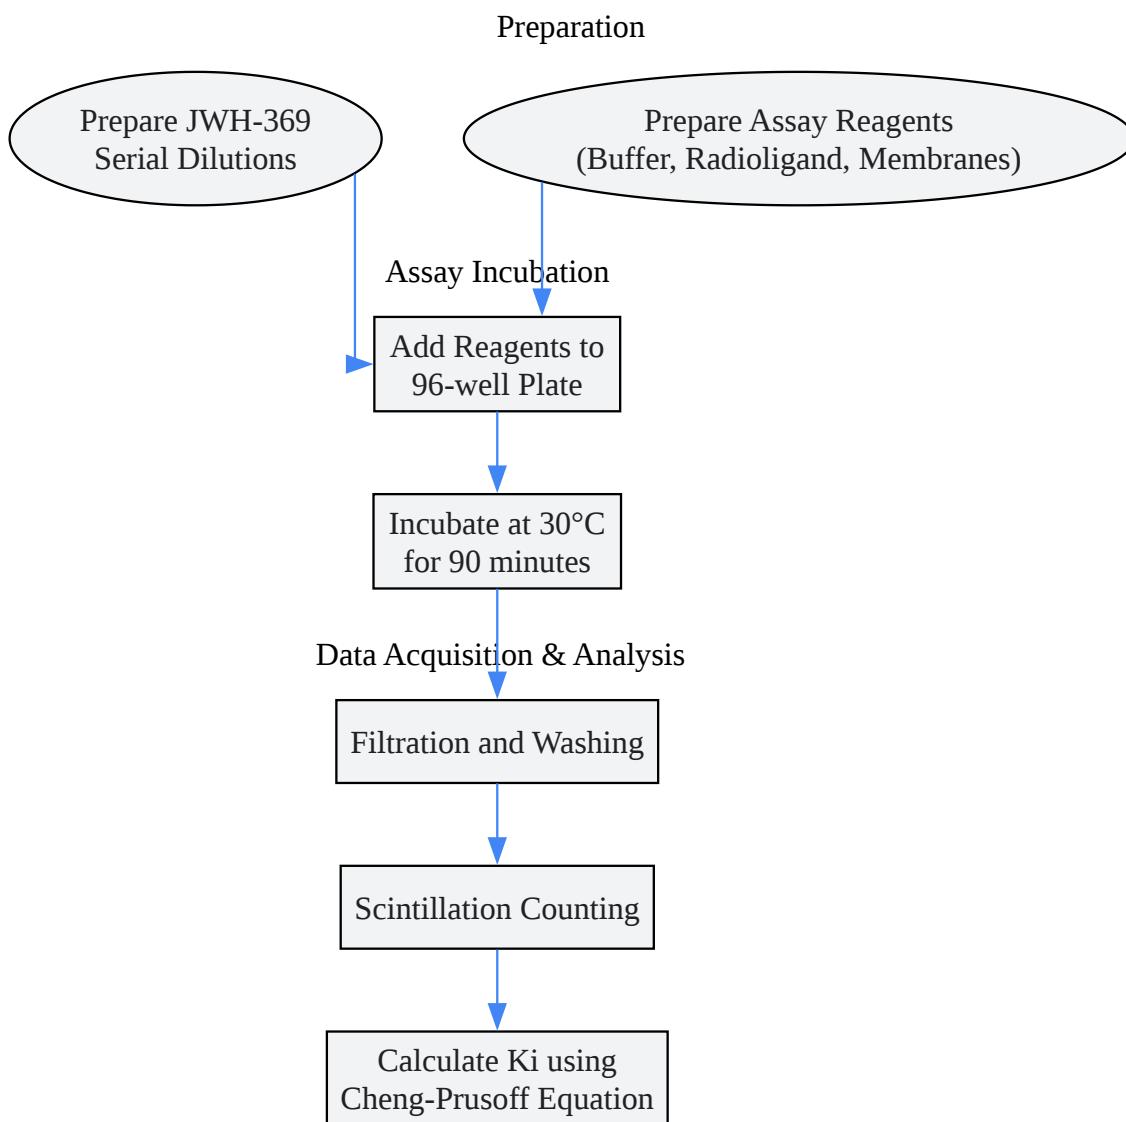 Preparation
Prepare JWH-369
Serial Dilutions
Prepare Assay Reagents
(Buffer, Radioligand, Membranes)
Assay Incubation
Add Reagents to
96-well Plate
Incubate at 30°C
for 90 minutes
Data Acquisition & Analysis
Filtration and Washing
Scintillation Counting
Calculate Ki using
Cheng-Prusoff Equation